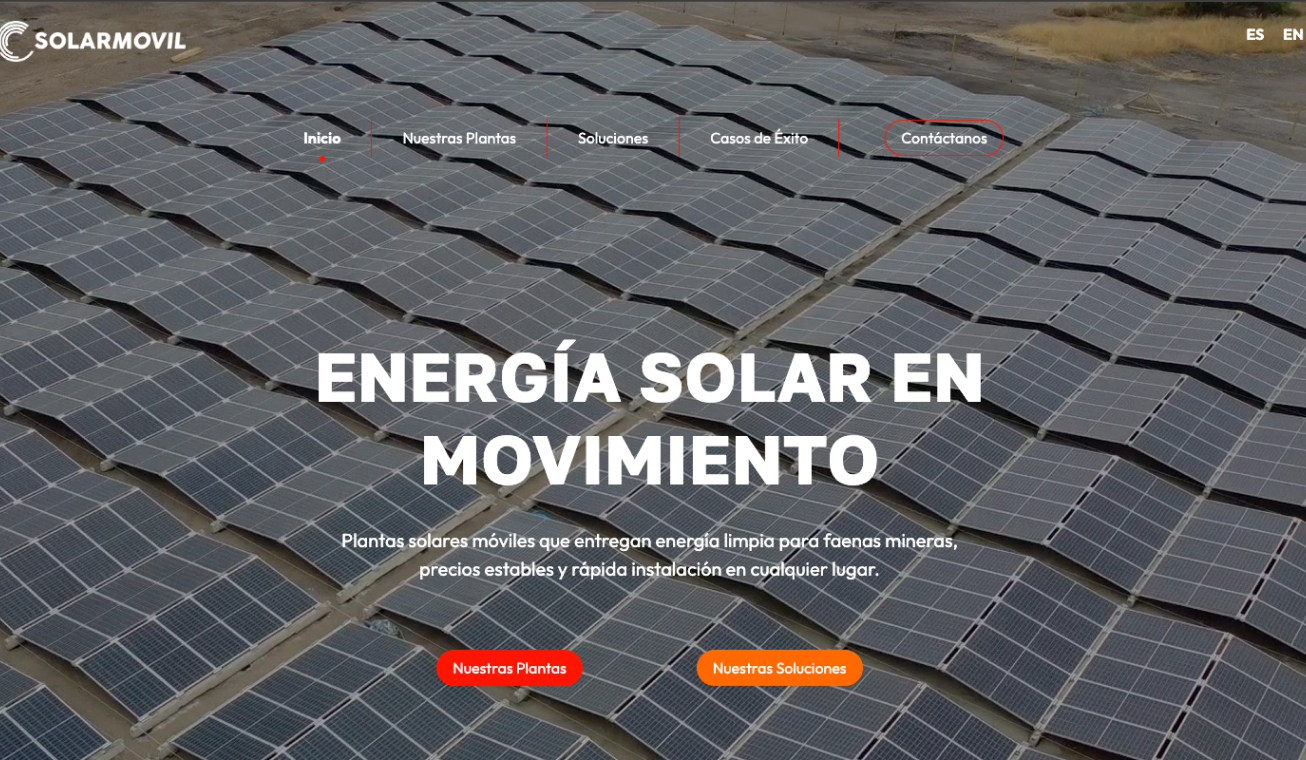 SOLARMOVIL
ES EN
Inicio Nuestras Plantas Soluciones Casos de Éxito Contáctanos
ENERGÍA SOLAR EN
MOVIMIENTO
Plantas solares móviles que entregan energía limpia para faenas mineras,
precios estables y rápida instalación en cualquier lugar.
Nuestras Plantas Nuestras Soluciones